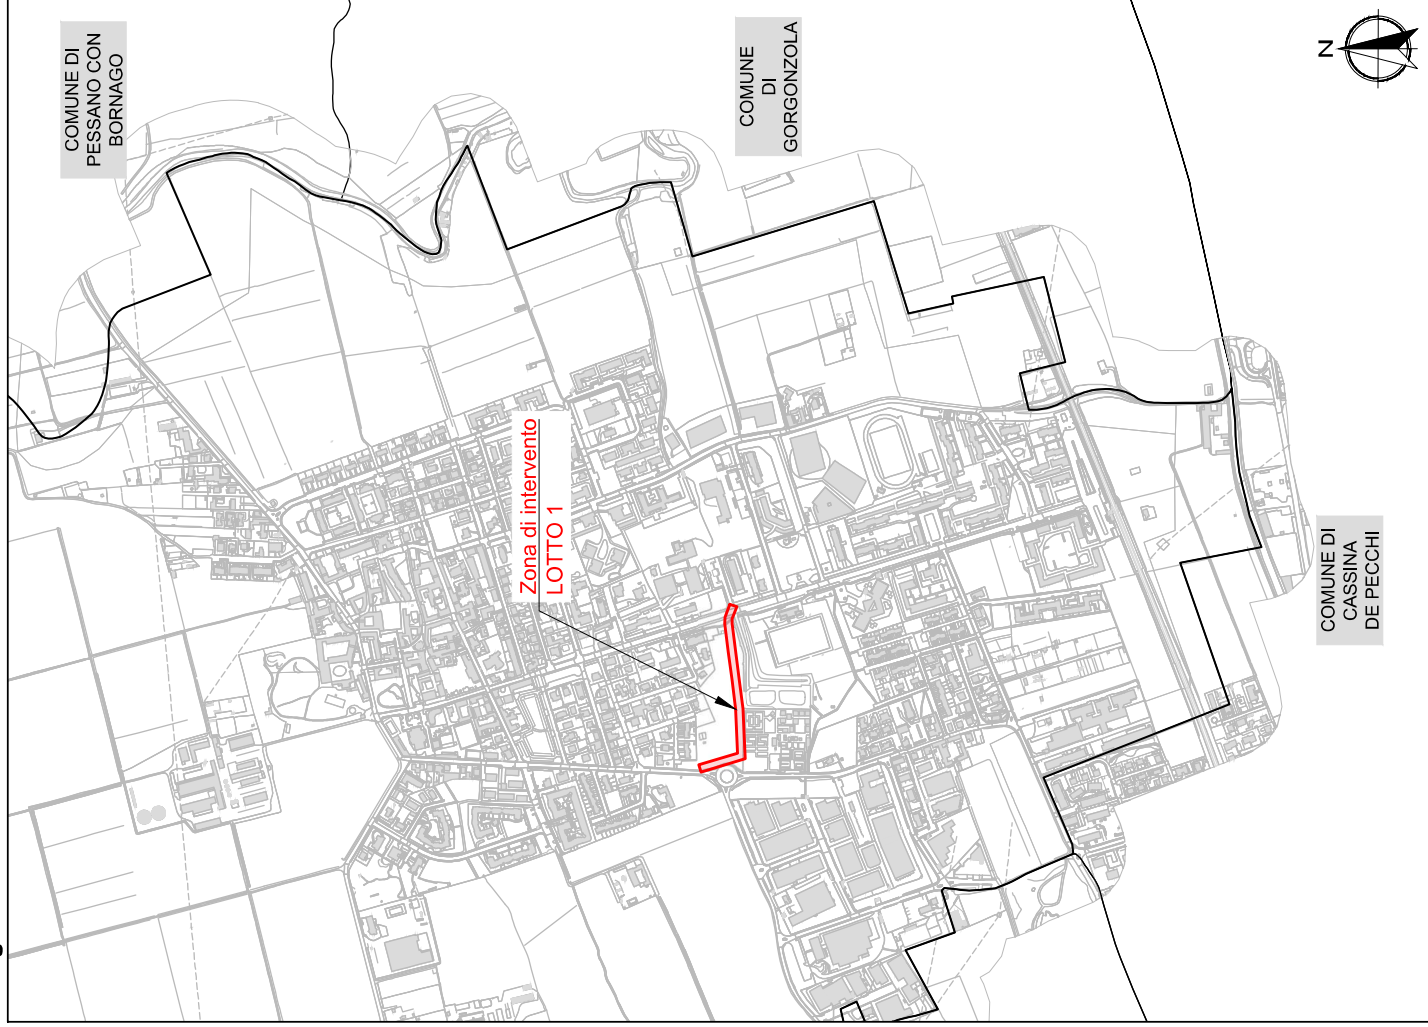 COMUNE DI
PESSANO CON
BORNAGO
COMUNE
DI
GORGONZOLA
N
Zona di intervento
LOTTO 1
COMUNE DI
CASSINA
DE PECCHI